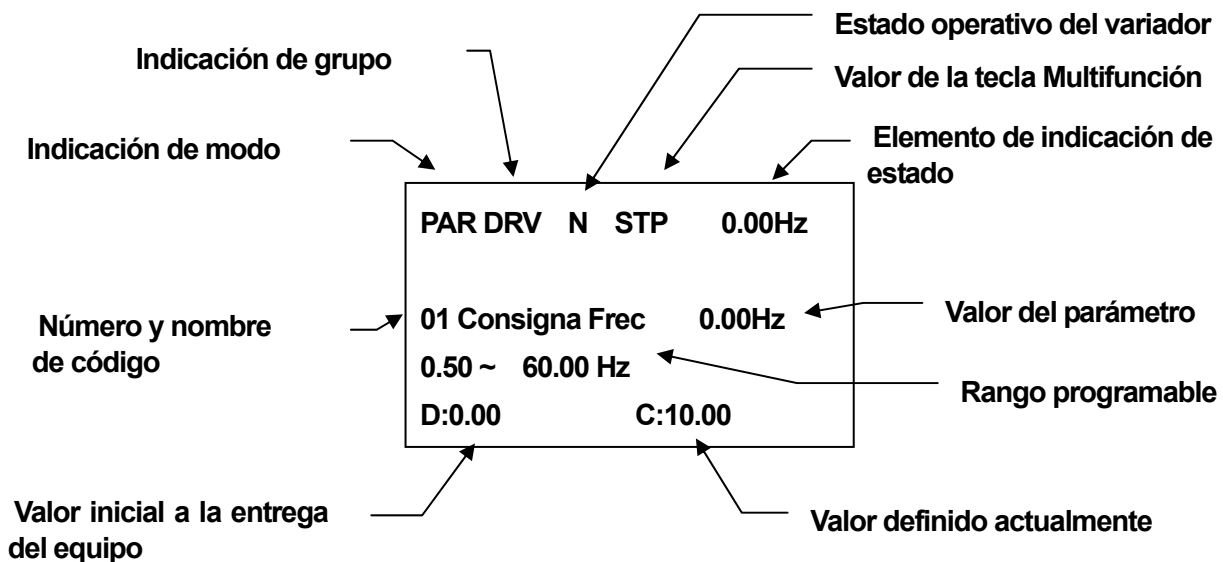 Estado operativo del variador
Indicación de grupo
Valor de la tecla Multifunción
Indicación de modo
Elemento de indicación de
estado
PAR DRV N STP 0.00Hz
Número y nombre
de código
01 Consigna Frec 0.00Hz
Valor del parámetro
0.50 ~ 60.00 Hz
Rango programable
D:0.00 C:10.00
Valor inicial a la entrega
del equipo
Valor definido actualmente